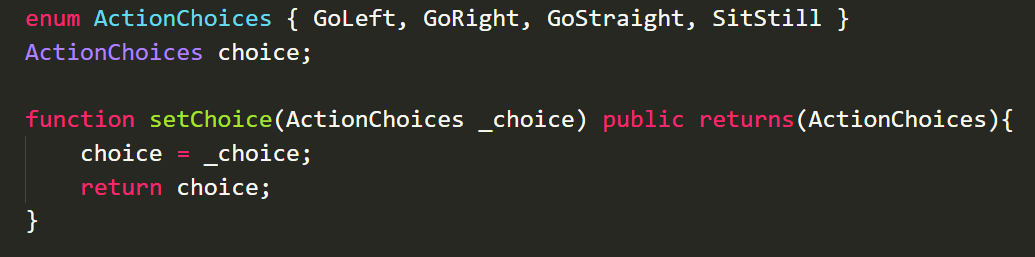 enum ActionChoices { GoLeft, GoRight, GoStraight, SitStill }
ActionChoices choice;
function setChoice(ActionChoices _choice) public returns(ActionChoices){
choice = _choice;
return choice;
}